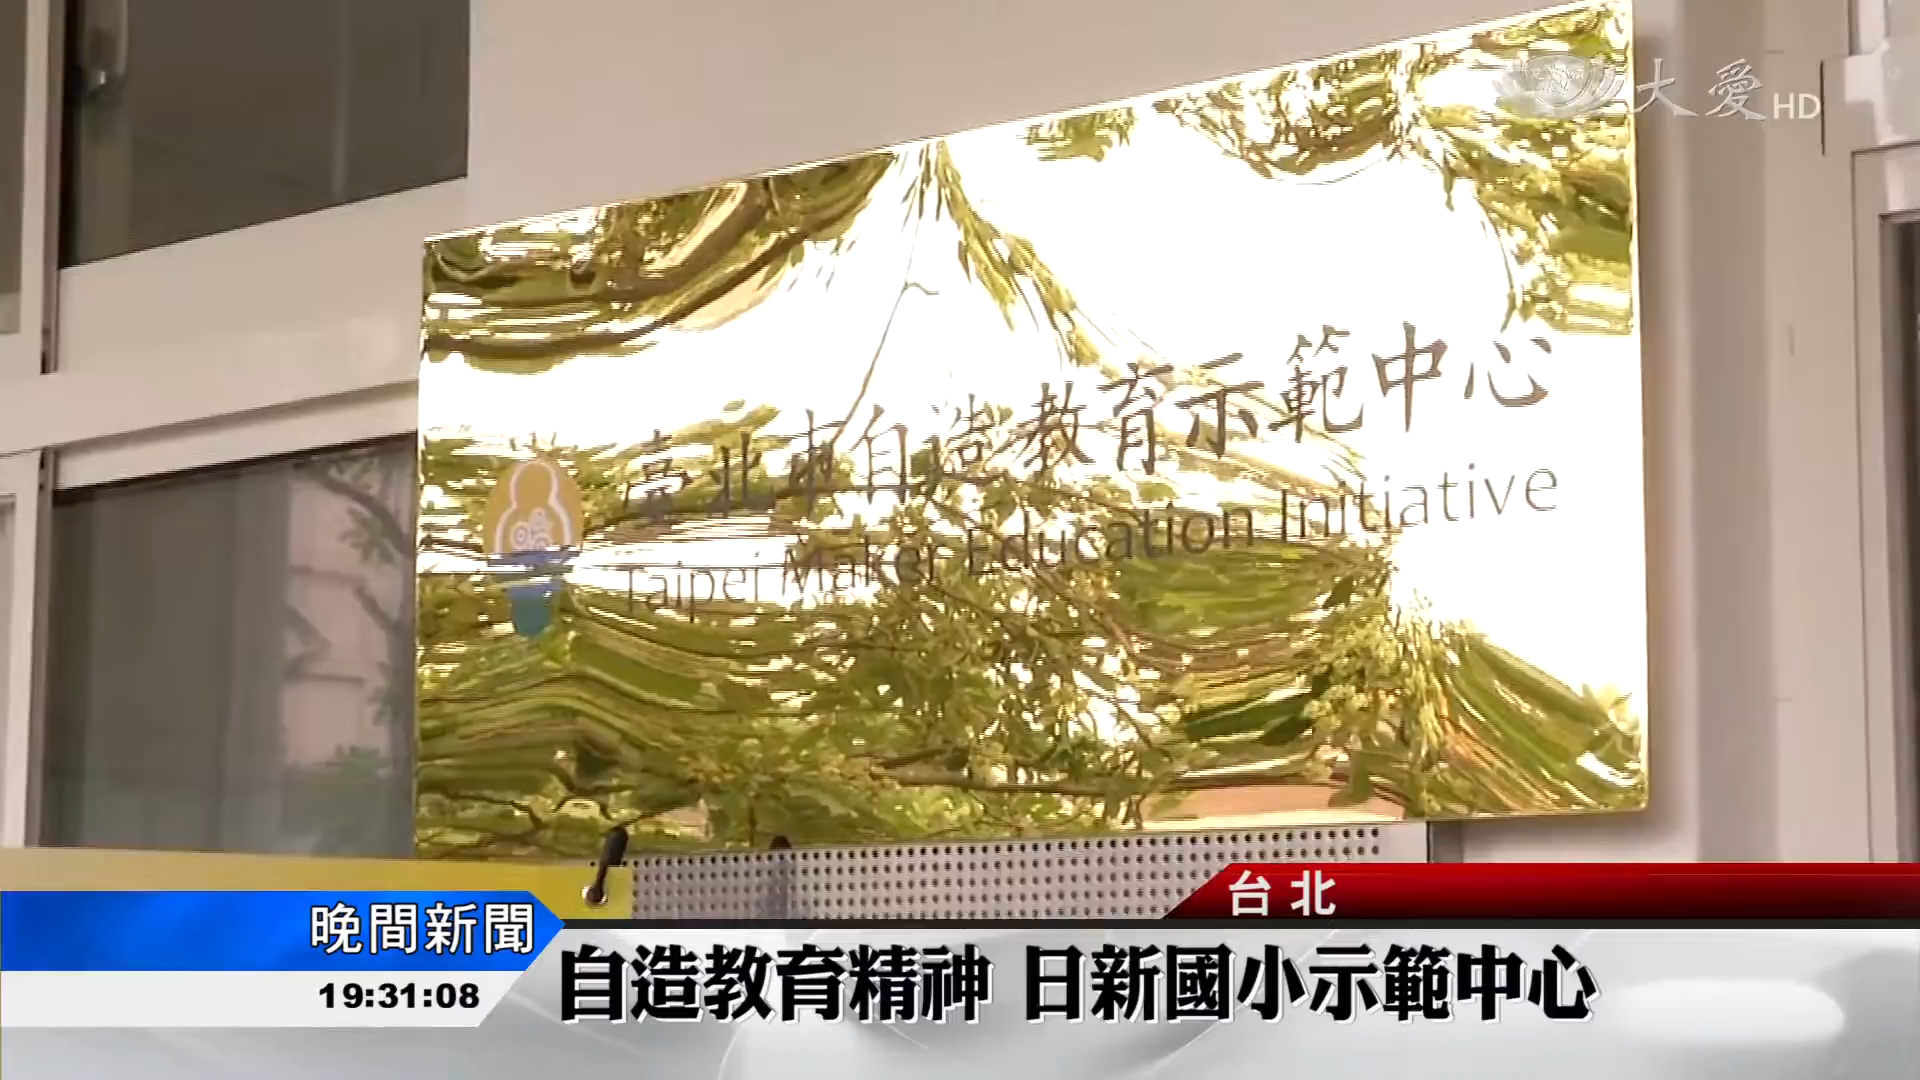 大愛HD
臺北市自造教育示範中心
Taipei Maker Education Initiative
台北
晚間新聞
自造教育精神 日新國小示範中心
19:31:08